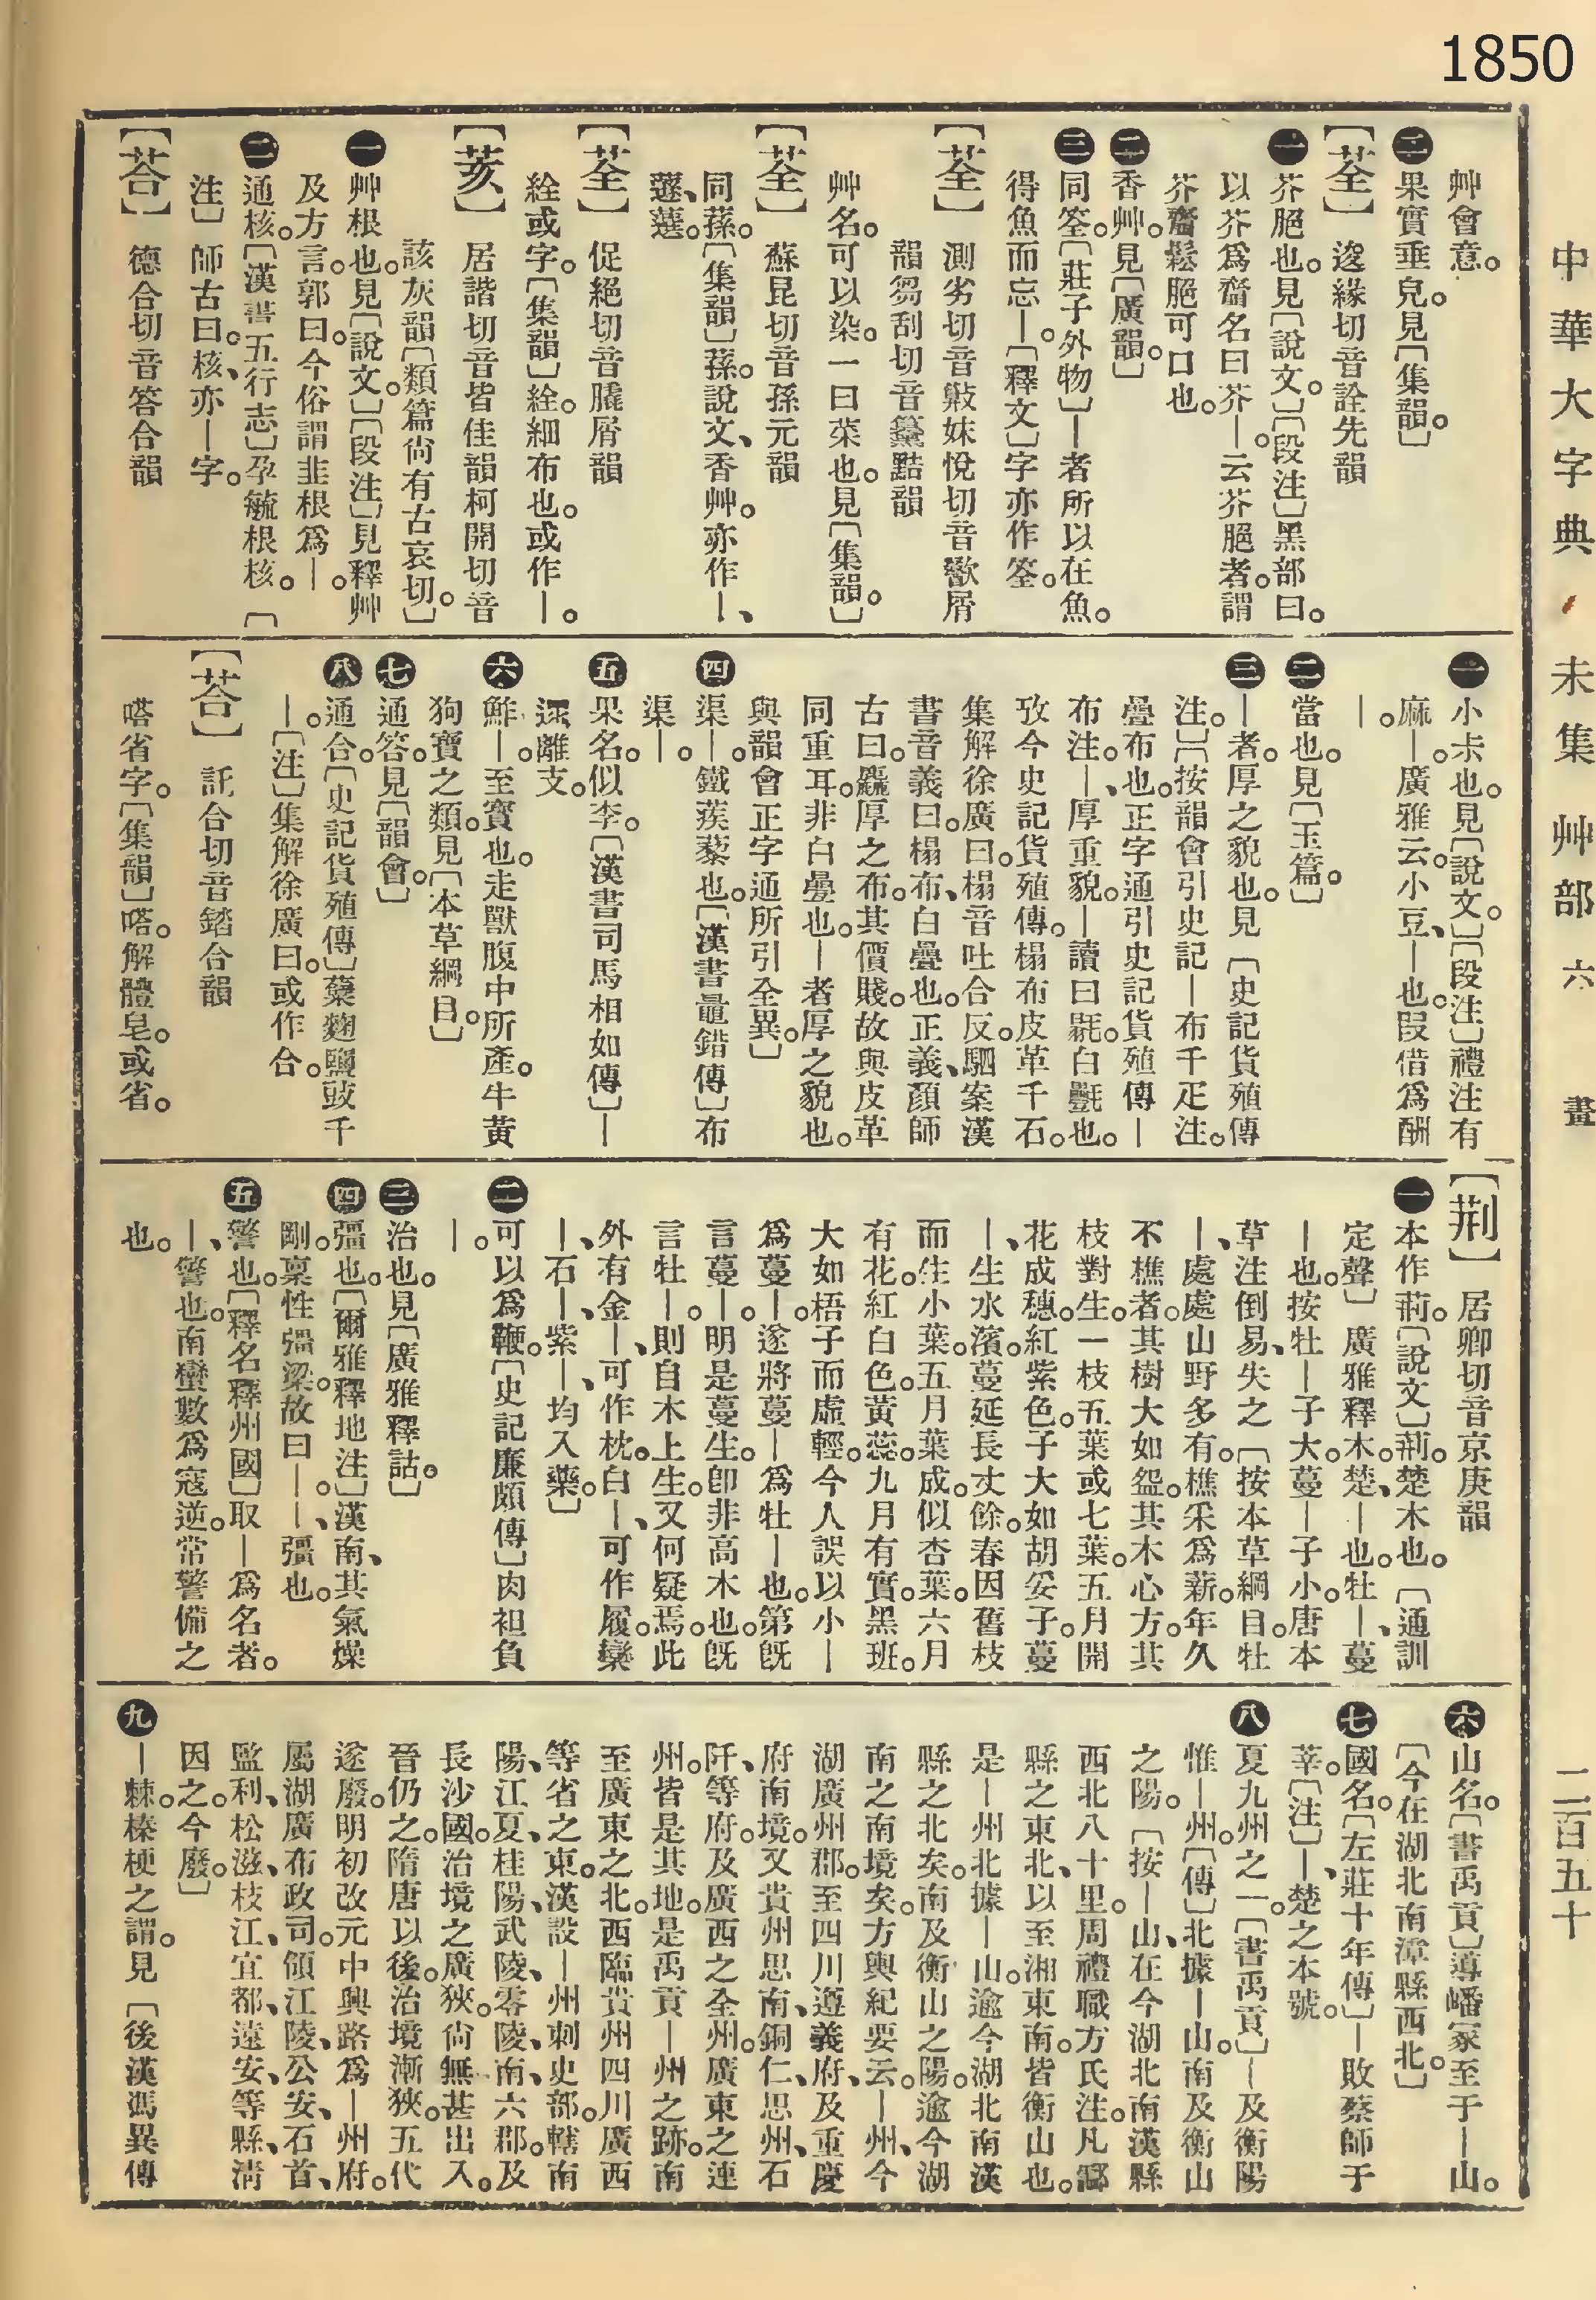 1850
中華大字典 未集 艸部 六畫 二百五十
艸會意。
㊁果實垂皃。見〔集韻。〕
【荃】 逡緣切音詮先韻
㊀芥脃也。見〔說文。〕〔段注〕黑部曰。
以芥爲齏名曰芥—。云芥脃者。謂
芥齏鬆脃可口也。
㊁香艸。見〔廣韻。〕
㊂同筌。〔莊子外物〕—者所以在魚。
得魚而忘—。〔釋文〕字亦作筌。
【荃】 測劣切音㪜妹悅切音㱕屑
韻芻刮切音䵵黠韻
艸名。可以染。一曰菜也。見〔集韻。〕
【荃】 蘇昆切音孫元韻
同蓀。〔集韻〕蓀。說文、香艸。亦作—、
薞、蘧。
【荃】 促絕切音膬屑韻
絟或字。〔集韻〕絟。細布也。或作—。
【荄】 居諧切音皆佳韻柯開切音
該灰韻〔類篇尙有古哀切。〕
㊀艸根也。見〔說文。〕〔段注〕見釋艸
及方言。郭曰。今俗謂韭根爲—。
㊁通核。〔漢書五行志〕孕毓根核。〔
注〕師古曰。核、亦—字。
【荅】 德合切音答合韻
㊀小尗也。見〔說文。〕〔段注〕禮注有
麻—。廣雅云。小豆、—也。叚借爲酬
—。
㊁當也。見〔玉篇。〕
㊂—者。厚之貌也。見〔史記貨殖傳
注。〕〔按韻會引史記—布千疋注。
疊布也。正字通引史記貨殖傳—
布注。—、厚重貌。—讀曰毾。白㲲也。
攷今史記貨殖傳。榻布皮革千石。
集解徐廣曰。榻音吐合反。駰案漢
書音義曰。榻布、白疊也。正義、顏師
古曰。麤厚之布。其價賤。故與皮革
同重耳。非白疊也。—者厚之貌也。
與韻會正字通所引全異。〕
㊃渠—。鐵蒺藜也。〔漢書鼂錯傳〕布
渠—。
㊄果名。似李。〔漢書司馬相如傳〕—
遝離支。
㊅鮓—。至寶也。走獸腹中所產。牛黃
狗寶之類。見〔本草綱目。〕
㊆通答。見〔韻會。〕
㊇通合。〔史記貨殖傳〕糱麴鹽豉千
—。〔注〕集解徐廣曰。或作合。
【荅】 託合切音錔合韻
嗒省字。〔集韻〕嗒。解體皃。或省。
【荆】 居卿切音京庚韻
㊀本作荊。〔說文〕荊。楚木也。〔通訓
定聲〕廣雅釋木。楚、—也。牡—、蔓
—也。按牡—子大。蔓—子小。唐本
草注倒易、失之〔按本草綱目。牡
—、處處山野多有。樵采爲薪。年久
不樵者。其樹大如盌。其木心方。其
枝對生。一枝五葉或七葉。五月開
花成穗。紅紫色。子大如胡妥子。蔓
—、生水濱。蔓延長丈餘。春因舊枝
而生小葉。五月葉成。似杏葉。六月
有花。紅白色。黃蕊。九月有實。黑班。
大如梧子而虛輕。今人誤以小—
爲蔓—。遂將蔓—爲牡—也。第旣
言蔓—。明是蔓生。卽非高木也。旣
言牡—。則自木上生。又何疑焉。此
外有金—、可作枕。白—、可作履。欒
—、石—、紫—、均入藥。〕
㊁可以爲鞭。〔史記廉頗傳〕肉袒負
—。
㊂治也。見〔廣雅釋詁。〕
㊃彊也。〔爾雅釋地注〕漢南、其氣燥
剛。稟性彊梁。故曰—。—、彊也。
㊄警也。〔釋名釋州國〕取—爲名者。
—、警也。南蠻數爲寇逆。常警備之
也。
㊅山名。〔書禹貢〕導嶓冢至于—山。
〔今在湖北南漳縣西北。〕
㊆國名。〔左莊十年傳〕—敗蔡師于
莘。〔注〕—、楚之本號。
㊇夏九州之一。〔書禹貢〕—及衡陽
惟—州。〔傳〕北據—山。南及衡山
之陽。〔按—山、在今湖北南漢縣
西北八十里。周禮職方氏注。凡酃
縣之東北、以至湘東南。皆衡山也。
是—州北據—山。逾今湖北南漢
縣之北矣。南及衡山之陽。逾今湖
南之南境矣。方輿紀要云。—州、今
湖廣州郡。至四川遵義府、及重慶
府南境。又貴州思南、銅仁、思州、石
阡、等府。及廣西之全州。廣東之連
州。皆是其地。是禹貢—州之跡。南
至廣東之北。西臨貴州四川廣西
等省之東。漢設—州刺史部。轄南
陽、江夏、桂陽、武陵、零陵、南、六郡。及
長沙國。治境之廣狹。尙無甚出入。
晉仍之。隋唐以後。治境漸狹。五代
遂廢。明初改元中興路爲—州府。
屬湖廣布政司。領江陵、公安、石首、
監利、松滋、枝江、宜都、遠安、等縣、淸
因之。今廢。〕
㊈—棘。榛梗之謂。見〔後漢馮異傳